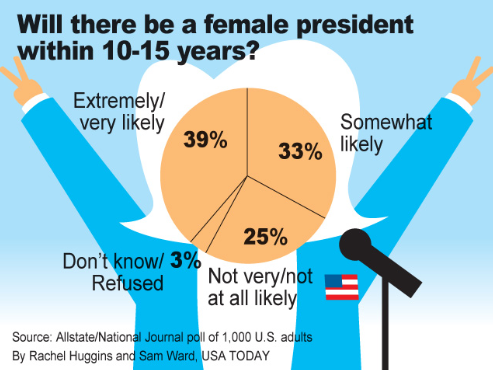 Will there be a female president
within 10-15 years?
Extremely/
very likely
39%
33%
Somewhat
likely
25%
Not very/not
at all likely
Don't know/
Refused
3%
Source: Allstate/National Journal poll of 1,000 U.S. adults
By Rachel Huggins and Sam Ward, USA TODAY